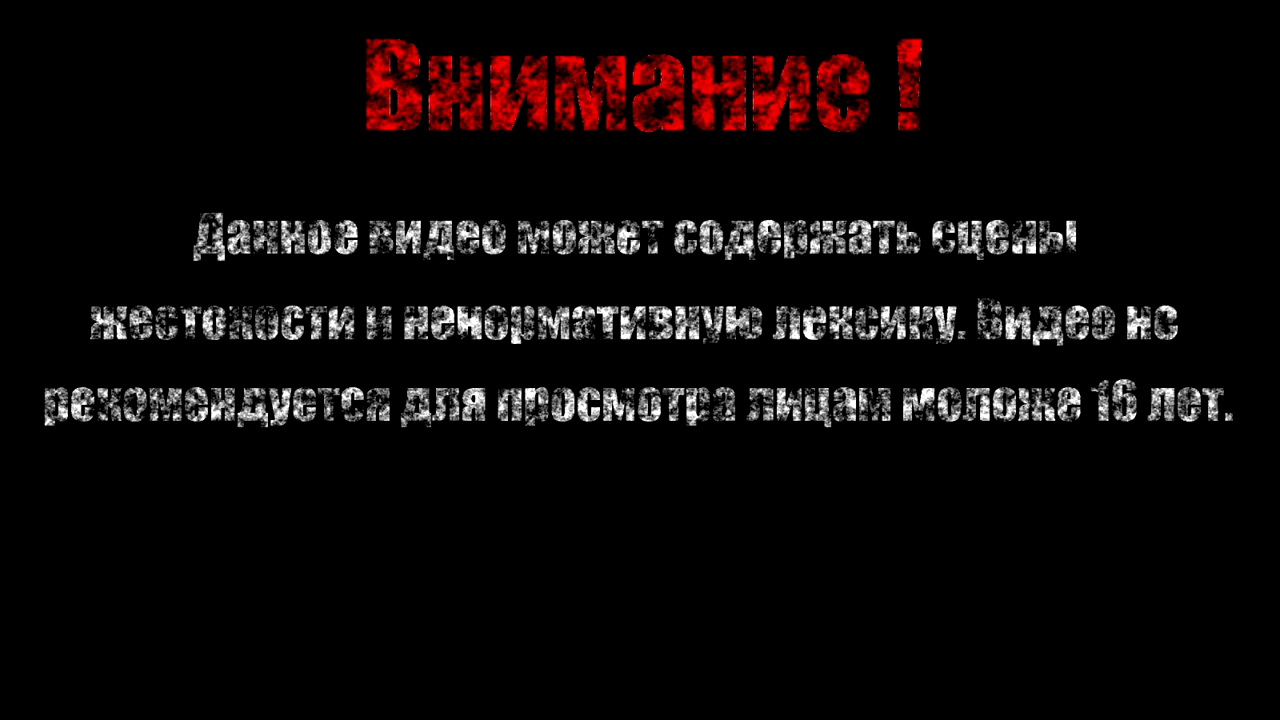 Внимание !
Данное видео может содержать сцены
жестокости и ненормативную лексику. Видео не
рекомендуется для просмотра лицам моложе 16 лет.